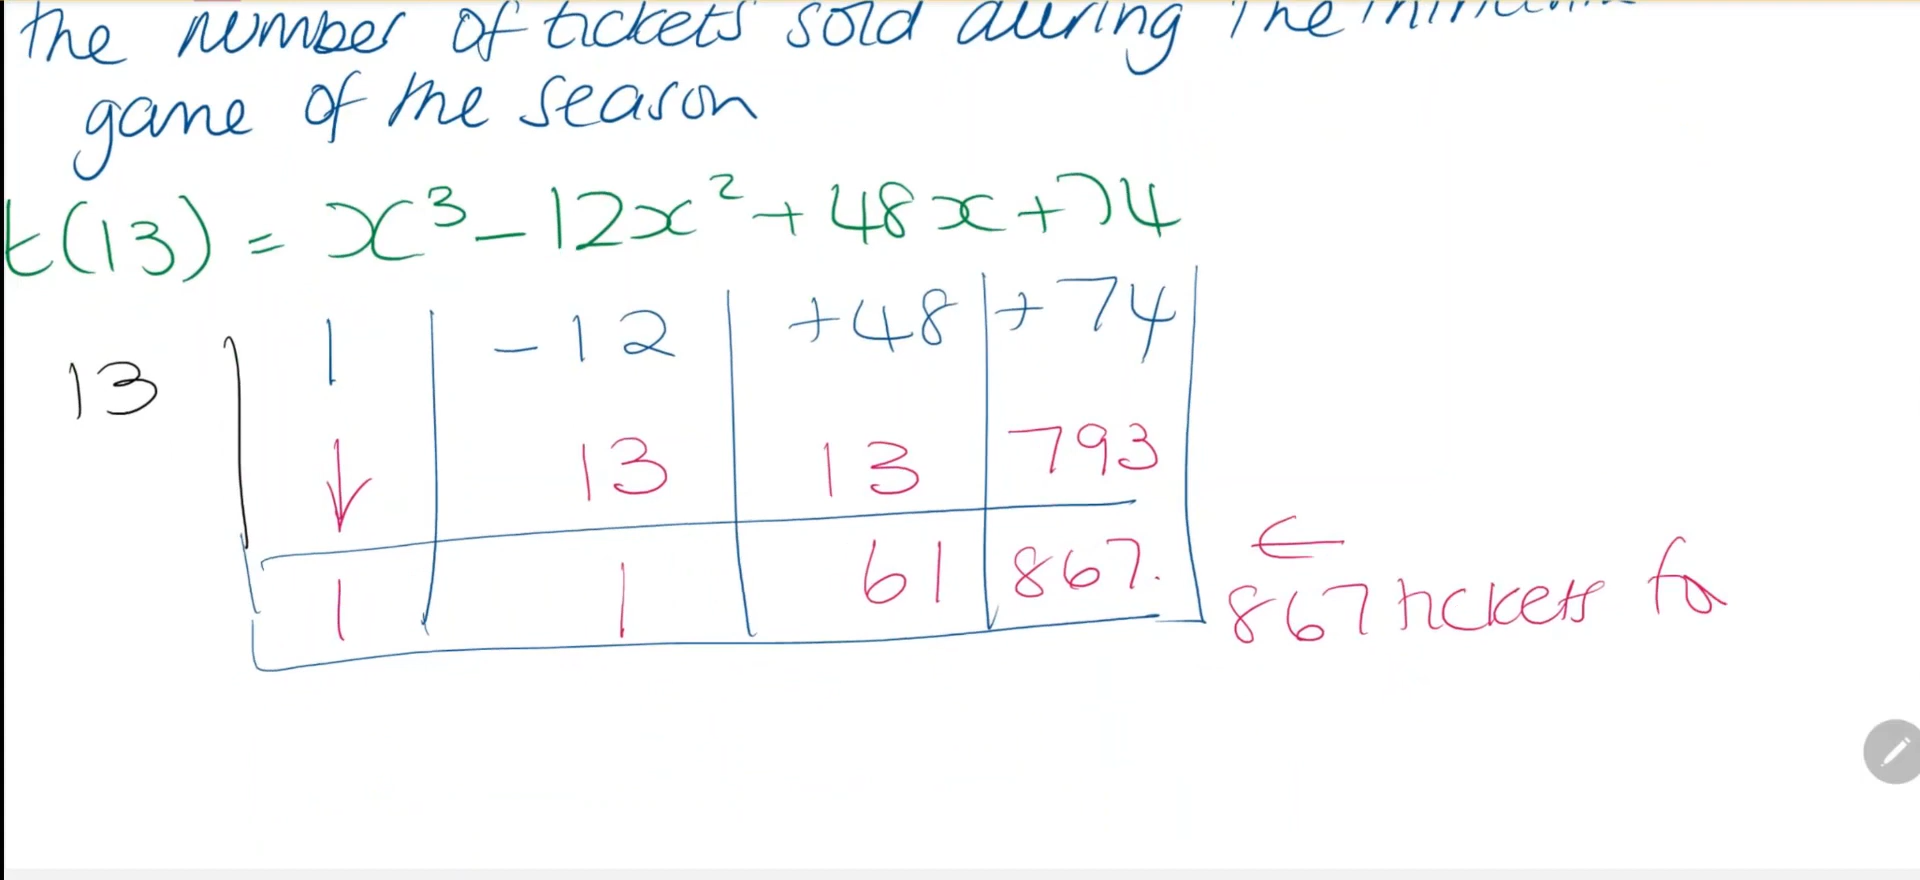 the number of tickets sold during the
game of the season
t(13) = x³ - 12x² + 48x + 74
13 1 -12 +48 +74
↓ 13 13 793
1 1 61 867.
←
867 tickets for